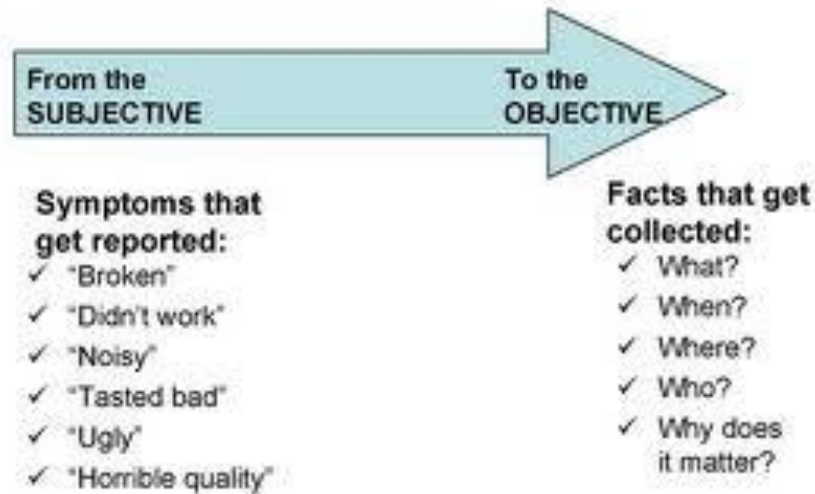 From the
SUBJECTIVE
To the
OBJECTIVE
Symptoms that
get reported:
✓ "Broken"
✓ "Didn't work"
✓ "Noisy"
✓ "Tasted bad"
✓ "Ugly"
✓ "Horrible quality"
Facts that get
collected:
✓ What?
✓ When?
✓ Where?
✓ Who?
✓ Why does
it matter?